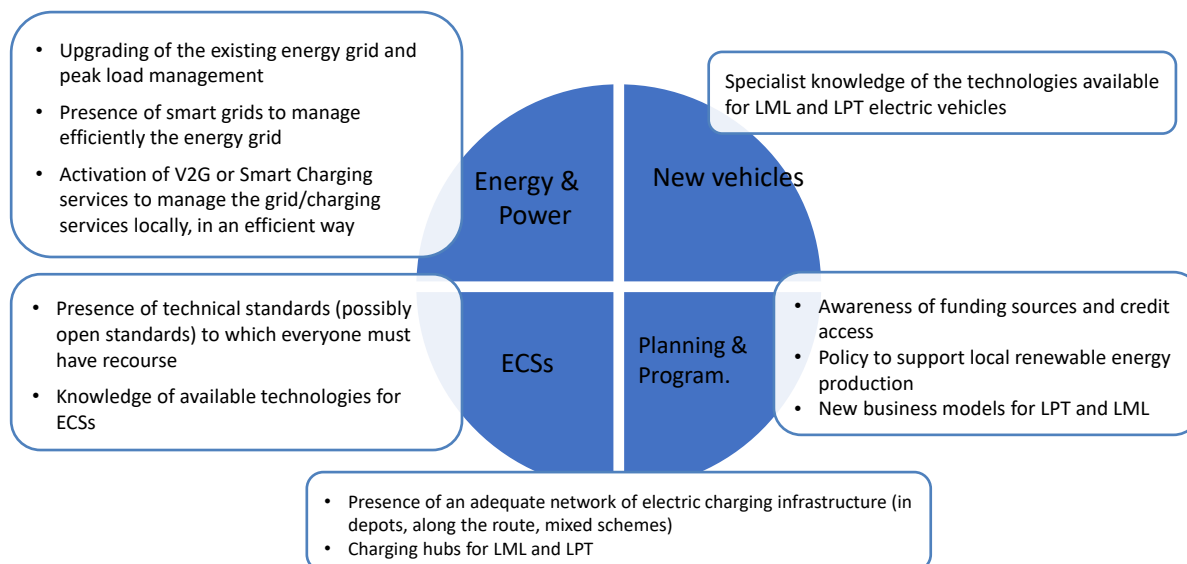 • Upgrading of the existing energy grid and
peak load management
• Presence of smart grids to manage
efficiently the energy grid
• Activation of V2G or Smart Charging
services to manage the grid/charging
services locally, in an efficient way
Specialist knowledge of the technologies available
for LML and LPT electric vehicles
Energy &
Power
New vehicles
• Presence of technical standards (possibly
open standards) to which everyone must
have recourse
• Knowledge of available technologies for
ECSs
ECSs
Planning &
Program.
• Awareness of funding sources and credit
access
• Policy to support local renewable energy
production
• New business models for LPT and LML
• Presence of an adequate network of electric charging infrastructure (in
depots, along the route, mixed schemes)
• Charging hubs for LML and LPT